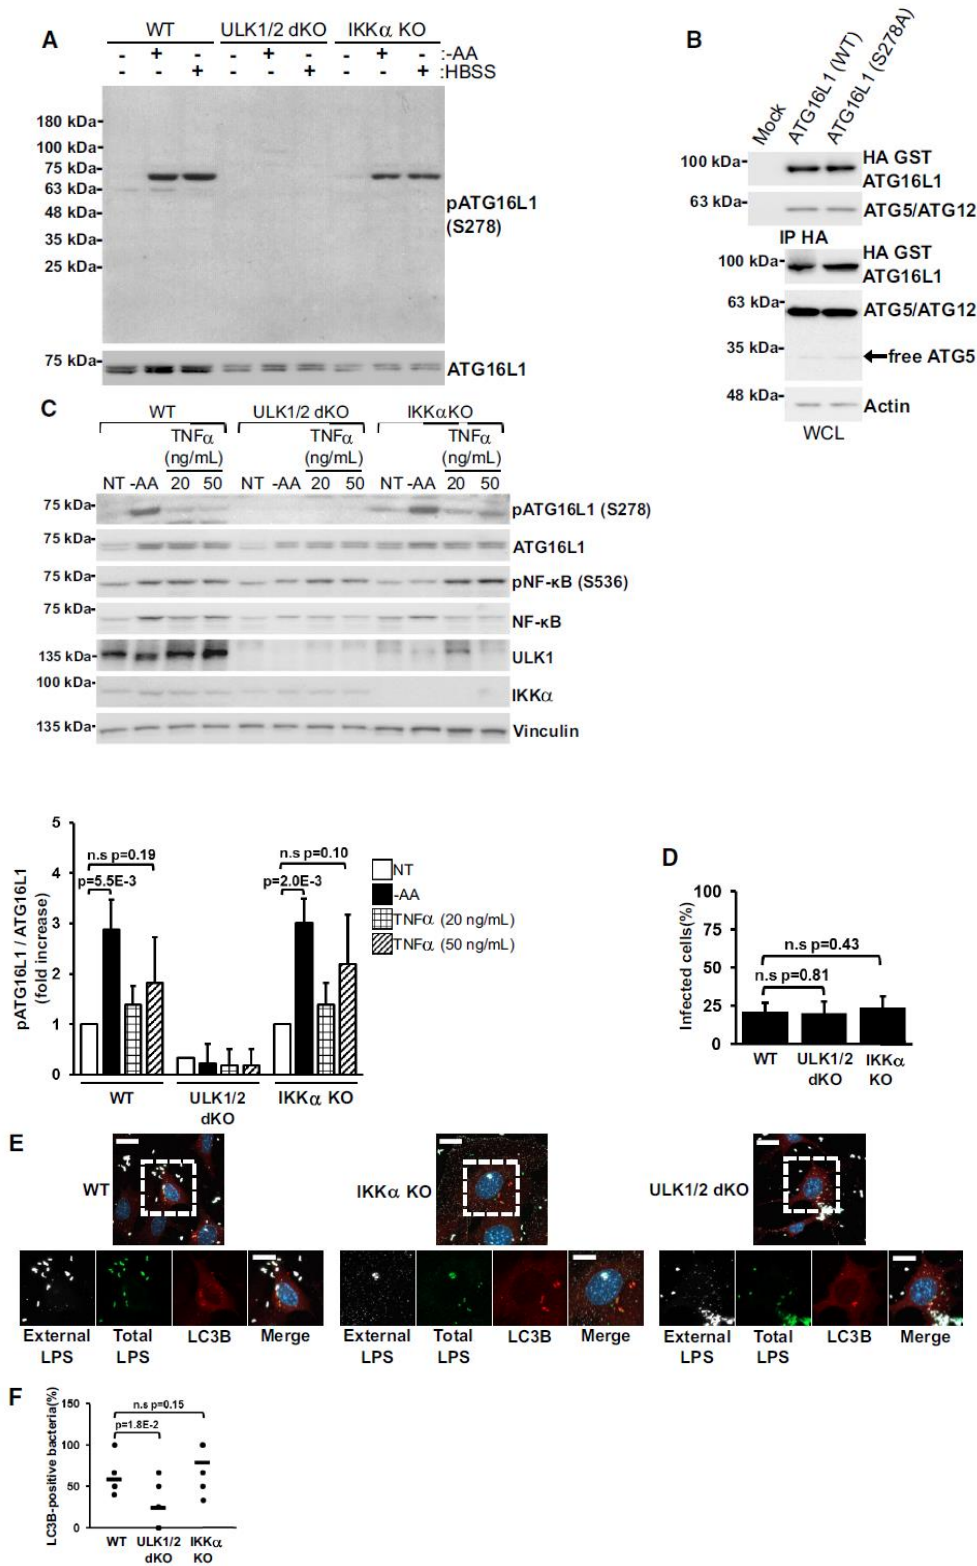 A
WT ULK1/2 dKO IKKα KO
- + - - + - - + - :-AA
- - + - - + - - + :HBSS
180 kDa-
100 kDa-
75 kDa-
63 kDa-
48 kDa-
35 kDa-
25 kDa-
pATG16L1
(S278)
75 kDa-
ATG16L1
B
Mock
ATG16L1 (WT)
ATG16L1 (S278A)
100 kDa-
HA GST
ATG16L1
63 kDa-
ATG5/ATG12
IP HA
100 kDa-
HA GST
ATG16L1
63 kDa-
ATG5/ATG12
35 kDa-
free ATG5
48 kDa-
Actin
WCL
C
WT ULK1/2 dKO IKKαKO
TNFα TNFα TNFα
(ng/mL) (ng/mL) (ng/mL)
NT -AA 20 50 NT -AA 20 50 NT -AA 20 50
75 kDa- pATG16L1 (S278)
75 kDa- ATG16L1
75 kDa- pNF-κB (S536)
75 kDa- NF-κB
135 kDa- ULK1
100 kDa- IKKα
135 kDa- Vinculin
pATG16L1 / ATG16L1
(fold increase)
5
4
3
2
1
0
n.s p=0.19
p=5.5E-3
n.s p=0.10
p=2.0E-3
NT
-AA
TNFα (20 ng/mL)
TNFα (50 ng/mL)
WT ULK1/2 IKKα KO
dKO
D
Infected cells(%)
100
75
50
25
0
n.s p=0.43
n.s p=0.81
WT ULK1/2 IKKα
dKO KO
E
WT IKKα KO ULK1/2 dKO
External Total LC3B Merge External Total LC3B Merge External Total LC3B Merge
LPS LPS LPS LPS LPS LPS
F
LC3B-positive bacteria(%)
150
100
50
0
n.s p=0.15
p=1.8E-2
WT ULK1/2 IKKα
dKO KO